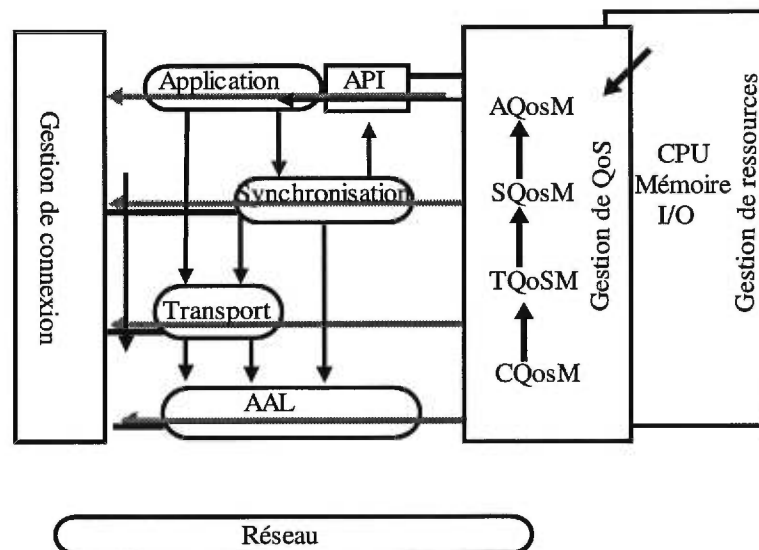 Application
API
Synchronisation
Transport
AAL
Réseau
Gestion de connexion
AQosM
SQosM
TQoSM
CQosM
Gestion de QoS
CPU
Mémoire
I/O
Gestion de ressources